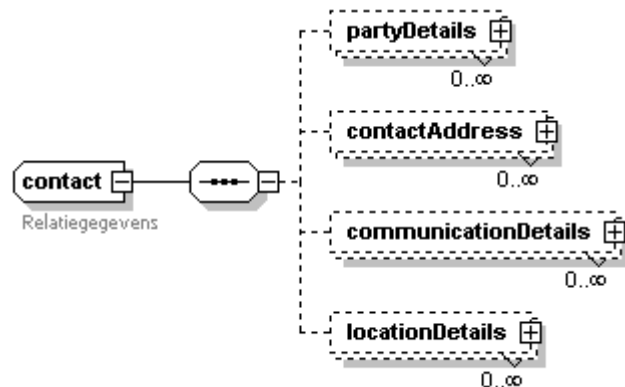 partyDetails
0..∞
contactAddress
0..∞
contact
Relatiegegevens
communicationDetails
0..∞
locationDetails
0..∞